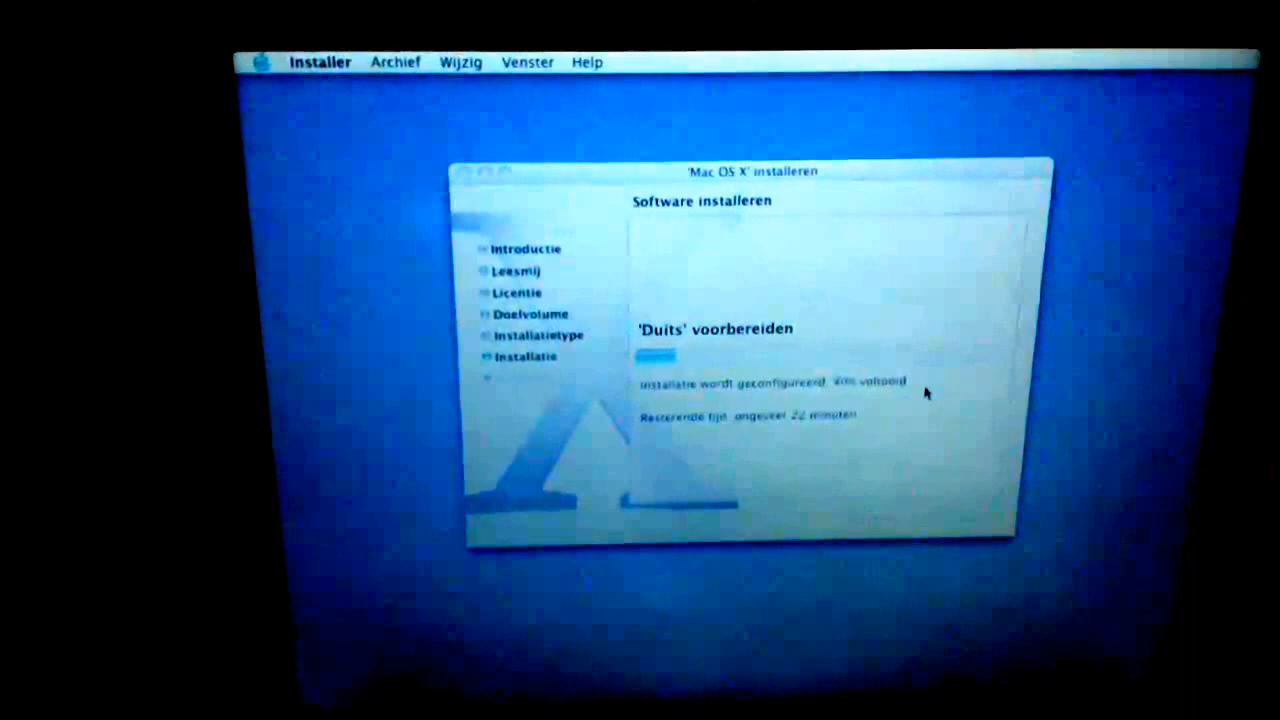 Installer Archief Wijzig Venster Help
'Mac OS X' installeren
Software installeren
Introductie
Leesmij
Licentie
Doelvolume
Installatietype
Installatie
'Duits' voorbereiden
Installatie wordt geconfigureerd. voltooid
Resterende tijd: ongeveer 22 minuten